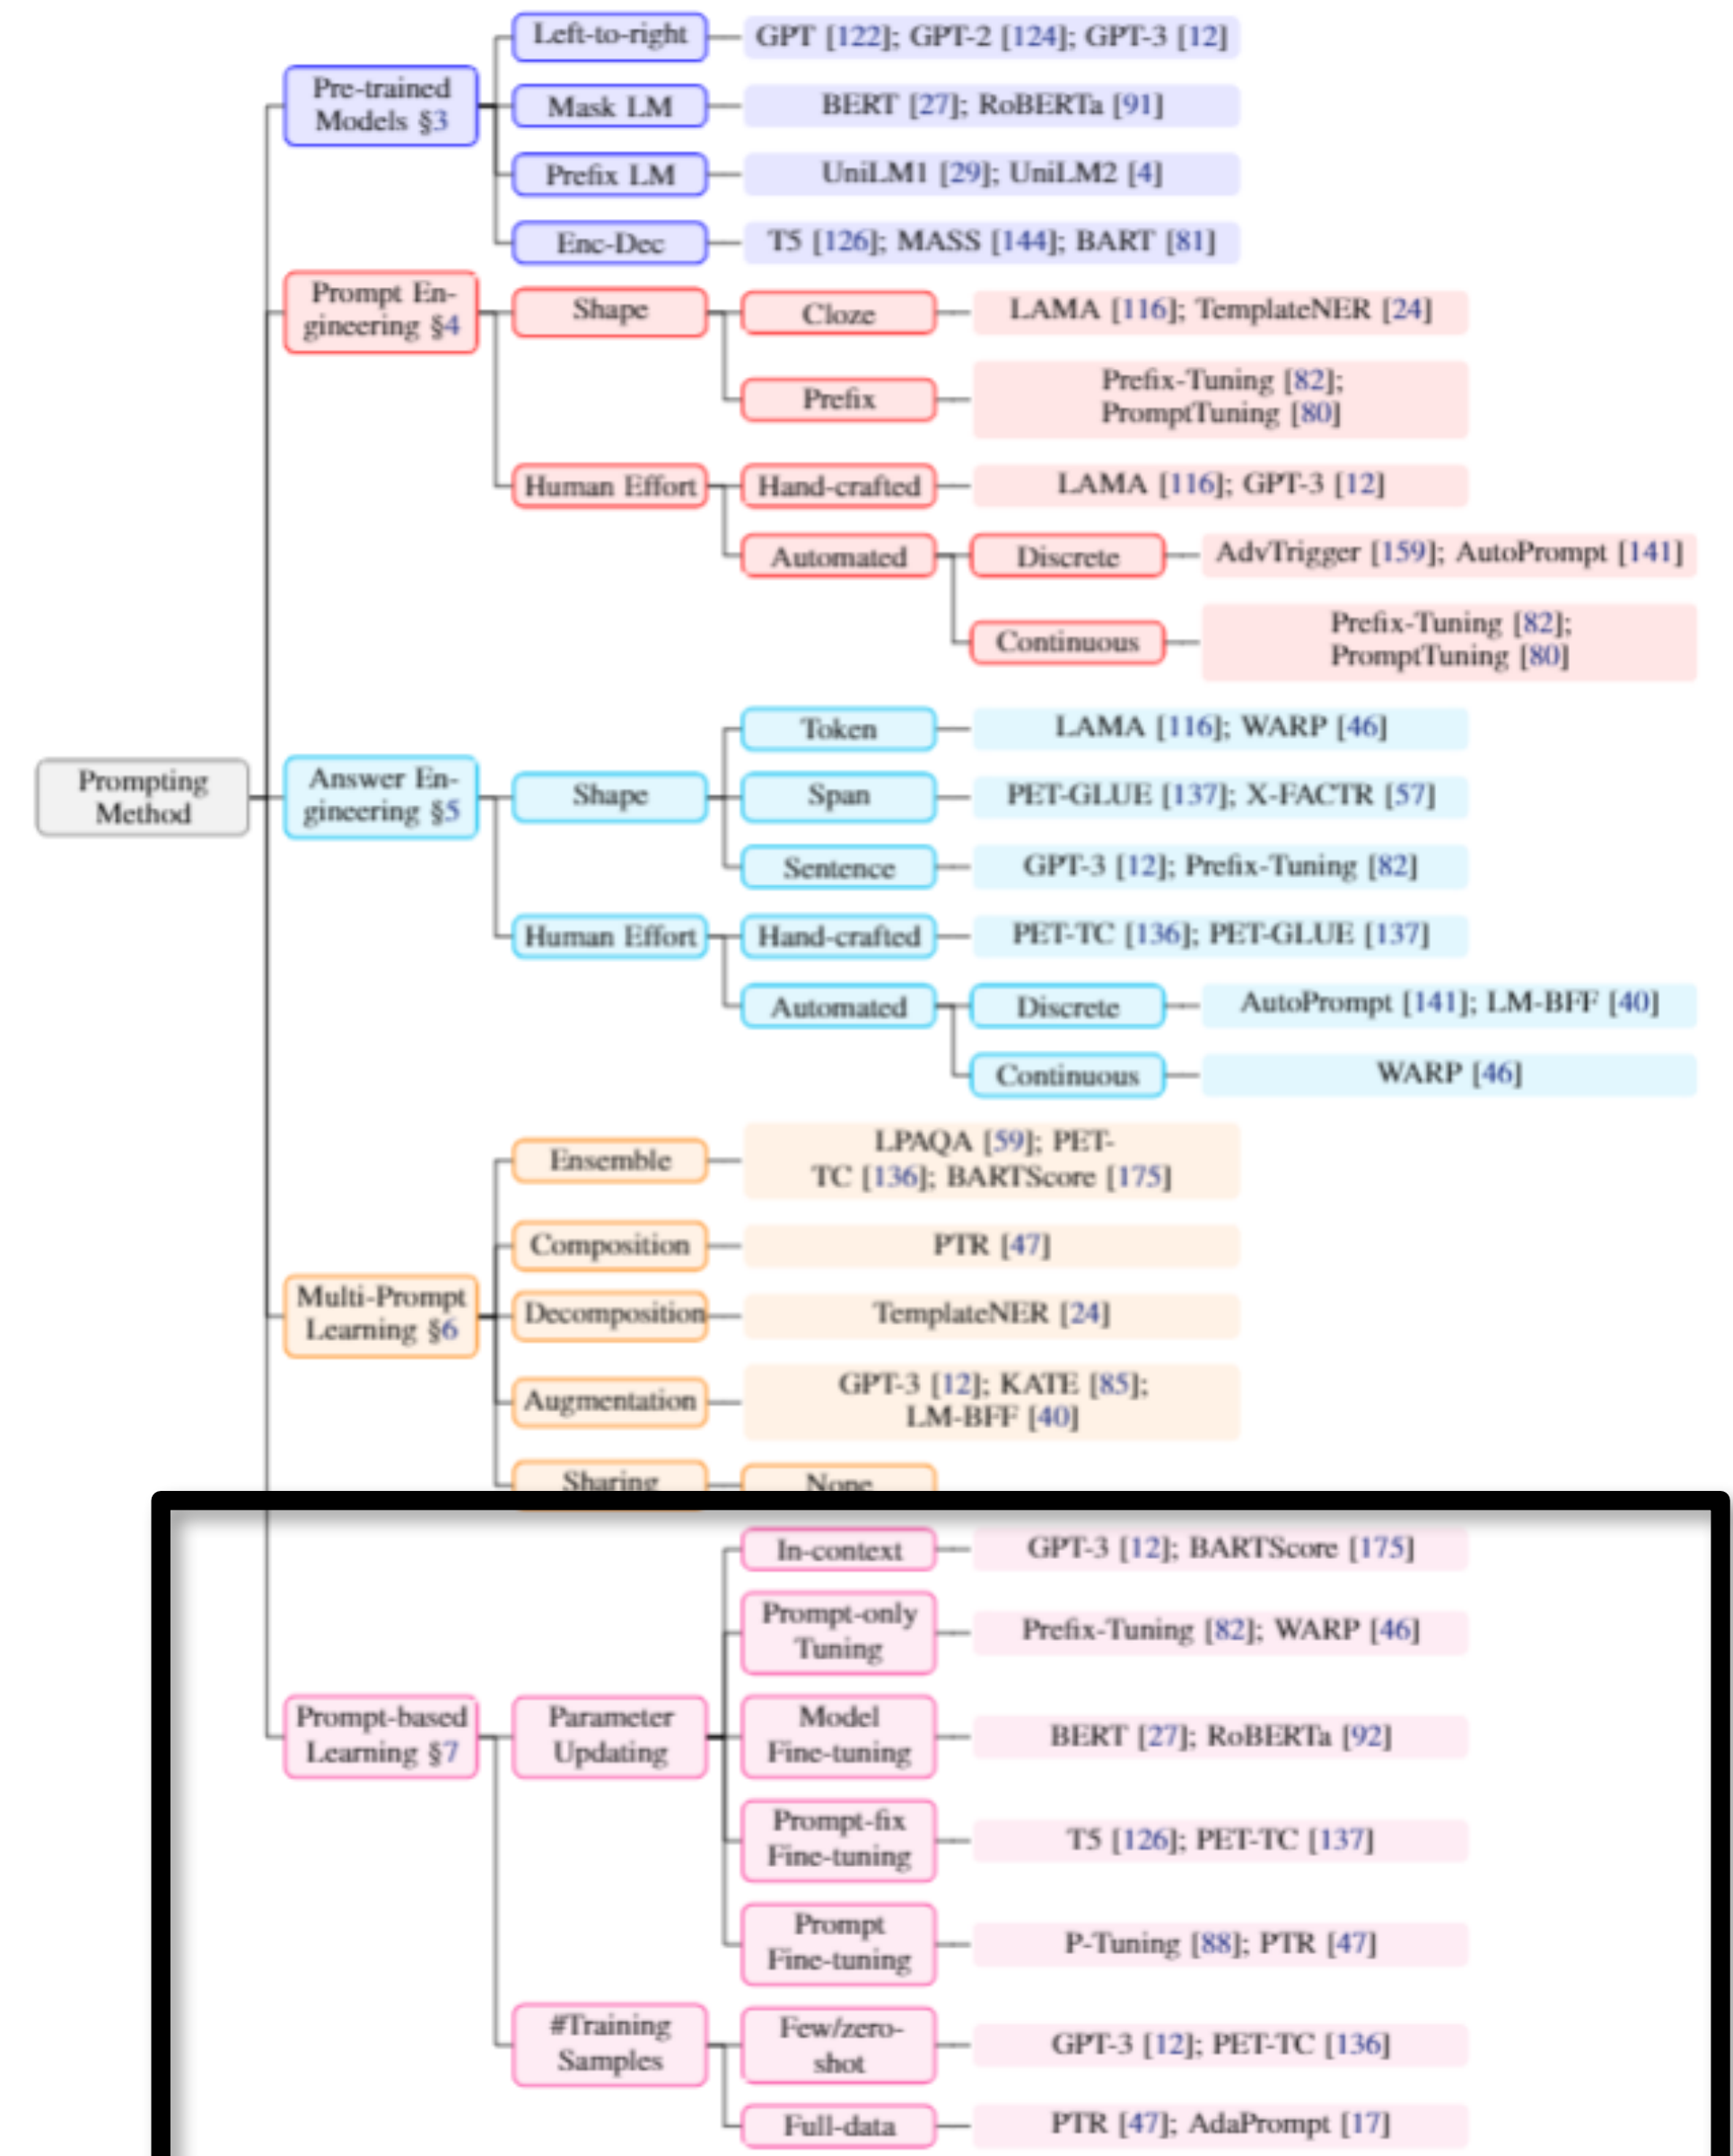 Left-to-right
GPT [122]; GPT-2 [124]; GPT-3 [12]
Pre-trained
Models §3
Mask LM
BERT [27]; RoBERTa [91]
Prefix LM
UniLM1 [29]; UniLM2 [4]
Enc-Dec
T5 [126]; MASS [144]; BART [81]
Prompt En-
gineering §4
Shape
Cloze
LAMA [116]; TemplateNER [24]
Prefix
Prefix-Tuning [82];
PromptTuning [80]
Human Effort
Hand-crafted
LAMA [116]; GPT-3 [12]
Automated
Discrete
AdvTrigger [159]; AutoPrompt [141]
Continuous
Prefix-Tuning [82];
PromptTuning [80]
Prompting
Method
Answer En-
gineering §5
Shape
Token
LAMA [116]; WARP [46]
Span
PET-GLUE [137]; X-FACTR [57]
Sentence
GPT-3 [12]; Prefix-Tuning [82]
Human Effort
Hand-crafted
PET-TC [136]; PET-GLUE [137]
Automated
Discrete
AutoPrompt [141]; LM-BFF [40]
Continuous
WARP [46]
Multi-Prompt
Learning §6
Ensemble
LPAQA [59]; PET-
TC [136]; BARTScore [175]
Composition
PTR [47]
Decomposition
TemplateNER [24]
Augmentation
GPT-3 [12]; KATE [85];
LM-BFF [40]
Sharing
None
Prompt-based
Learning §7
Parameter
Updating
In-context
GPT-3 [12]; BARTScore [175]
Prompt-only
Tuning
Prefix-Tuning [82]; WARP [46]
Model
Fine-tuning
BERT [27]; RoBERTa [92]
Prompt-fix
Fine-tuning
T5 [126]; PET-TC [137]
Prompt
Fine-tuning
P-Tuning [88]; PTR [47]
#Training
Samples
Few/zero-
shot
GPT-3 [12]; PET-TC [136]
Full-data
PTR [47]; AdaPrompt [17]